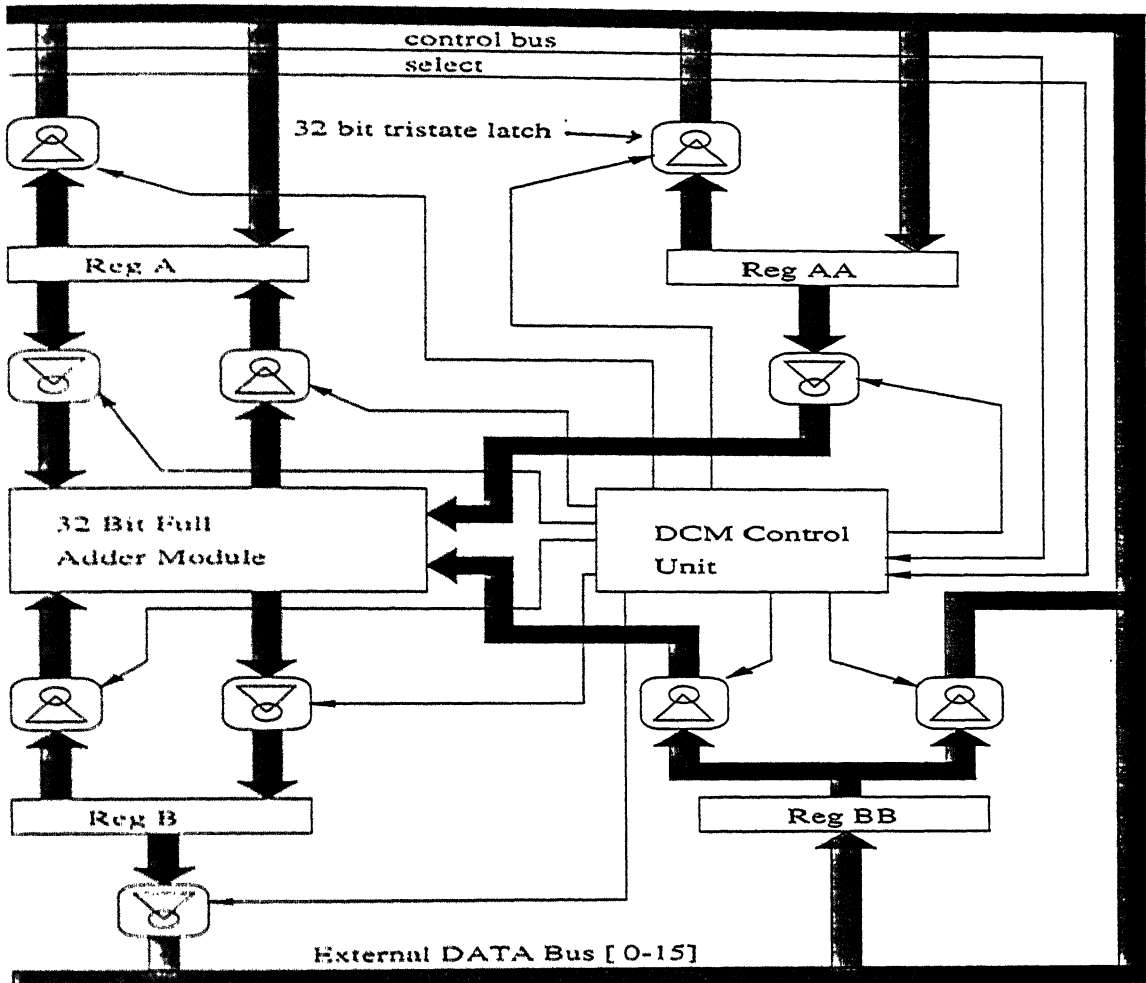 control bus
select
32 bit tristate latch
Reg A
Reg AA
32 Bit Full
Adder Module
DCM Control
Unit
Reg B
Reg BB
External DATA Bus [ 0-15]